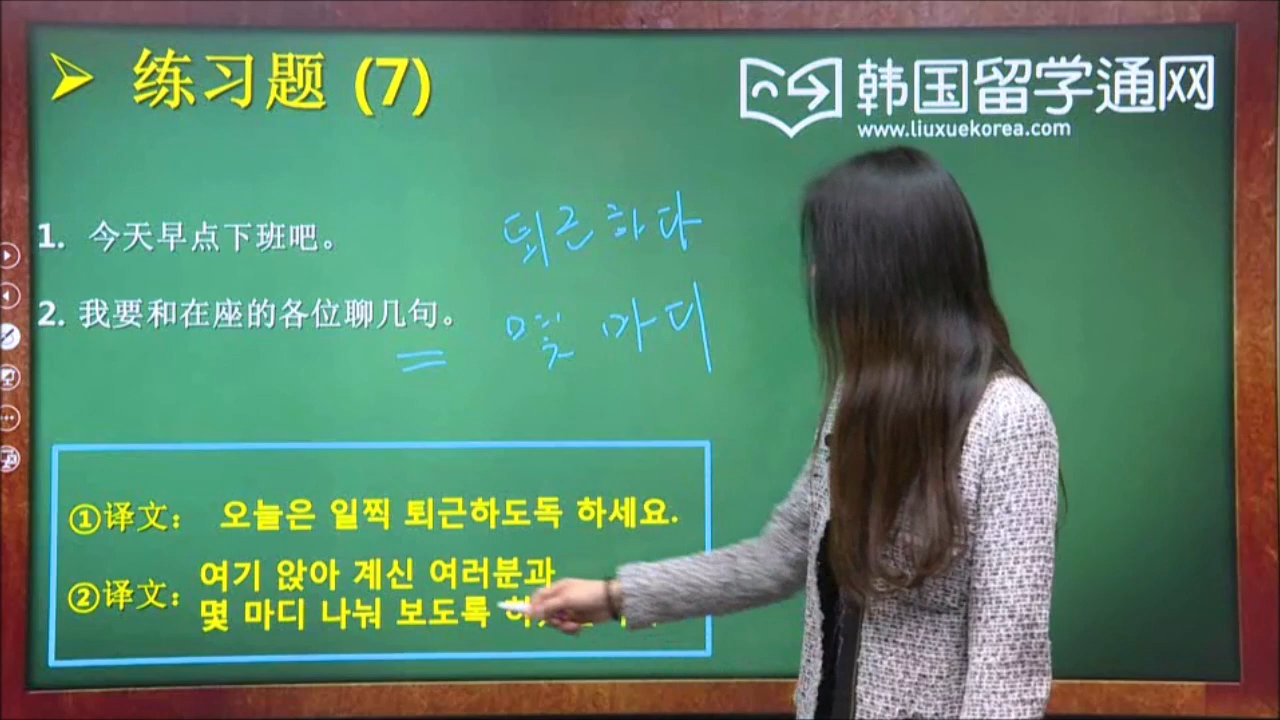 练习题 (7)
韩国留学通网
www.liuxuekorea.com
1. 今天早点下班吧。
퇴근하다
2. 我要和在座的各位聊几句。
몇 마디
①译文: 오늘은 일찍 퇴근하도독 하세요.
②译文: 여기 앉아 계신 여러분과
몇 마디 나눠 보도록